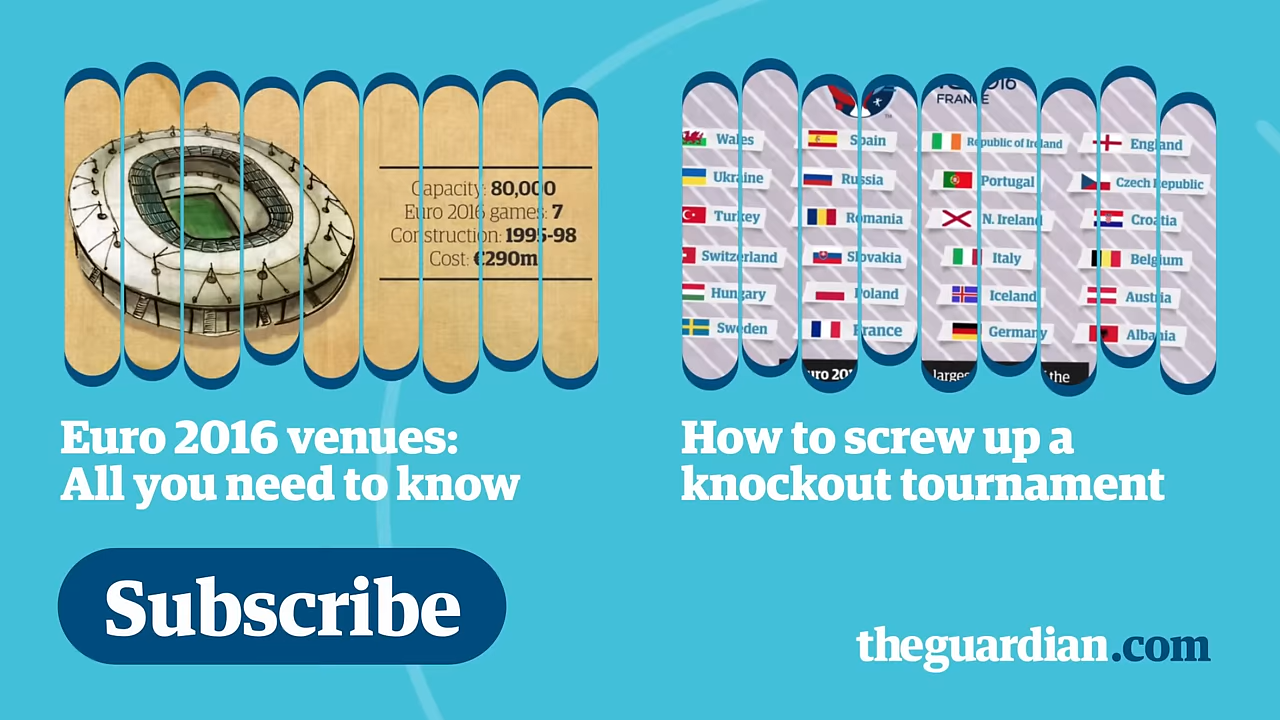 Capacity: 80,000
Euro 2016 games: 7
Construction: 1995-98
Cost: €290m
FRANCE
Wales
Spain
Republic of Ireland
England
Ukraine
Russia
Portugal
Czech Republic
Turkey
Romania
N. Ireland
Croatia
Switzerland
Slovakia
Italy
Belgium
Hungary
Poland
Iceland
Austria
Sweden
France
Germany
Albania
the
Euro 2016 venues:
All you need to know
How to screw up a
knockout tournament
Subscribe
theguardian.com